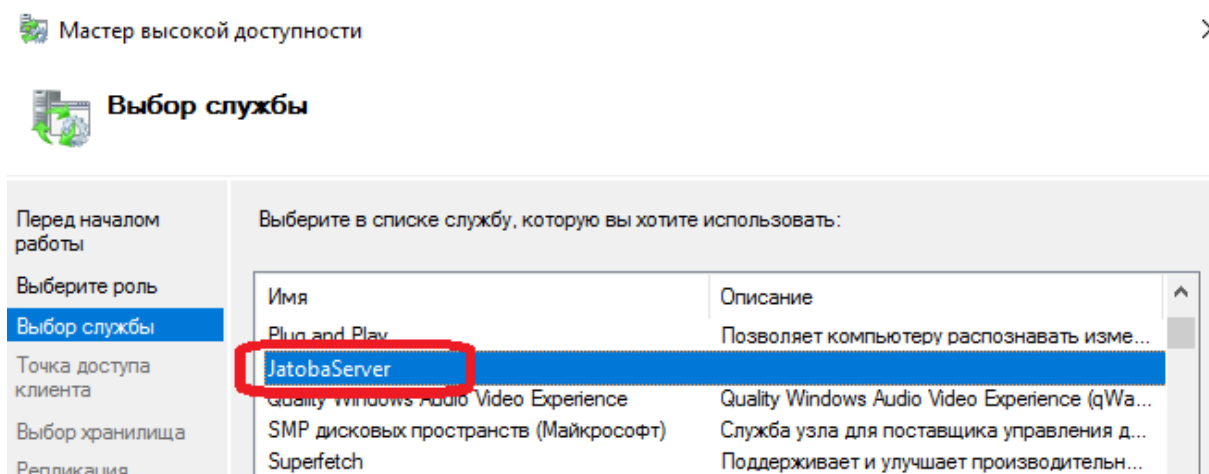 Мастер высокой доступности
Выбор службы
Перед началом
работы
Выберите роль
Выбор службы
Точка доступа
клиента
Выбор хранилища
Репликация
Выберите в списке службу, которую вы хотите использовать:
Имя Описание
Plug and Play Позволяет компьютеру распознавать изме...
JatobaServer
Quality Windows Audio Video Experience Quality Windows Audio Video Experience (qWa...
SMP дисковых пространств (Майкрософт) Служба узла для поставщика управления д...
Superfetch Поддерживает и улучшает производительн...